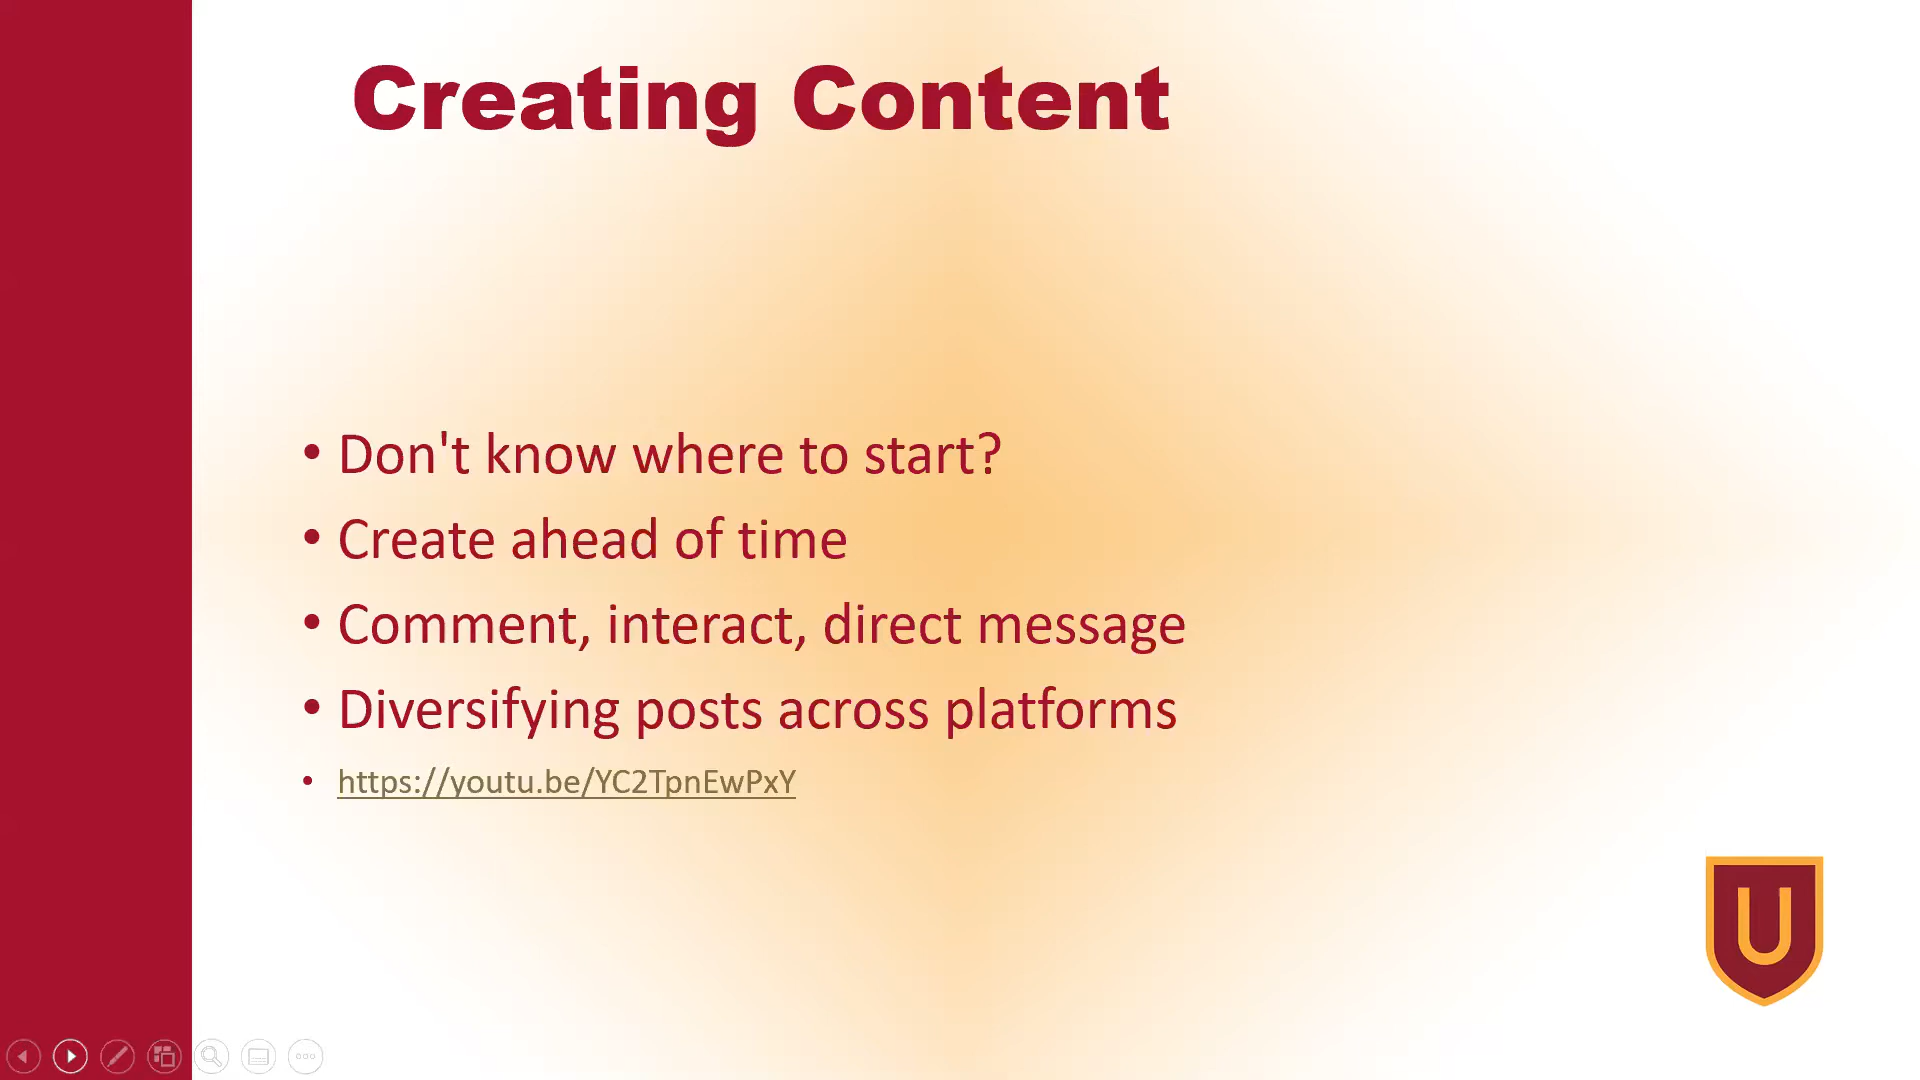 Creating Content
• Don't know where to start?
• Create ahead of time
• Comment, interact, direct message
• Diversifying posts across platforms
• https://youtu.be/YC2TpnEwPxY
U